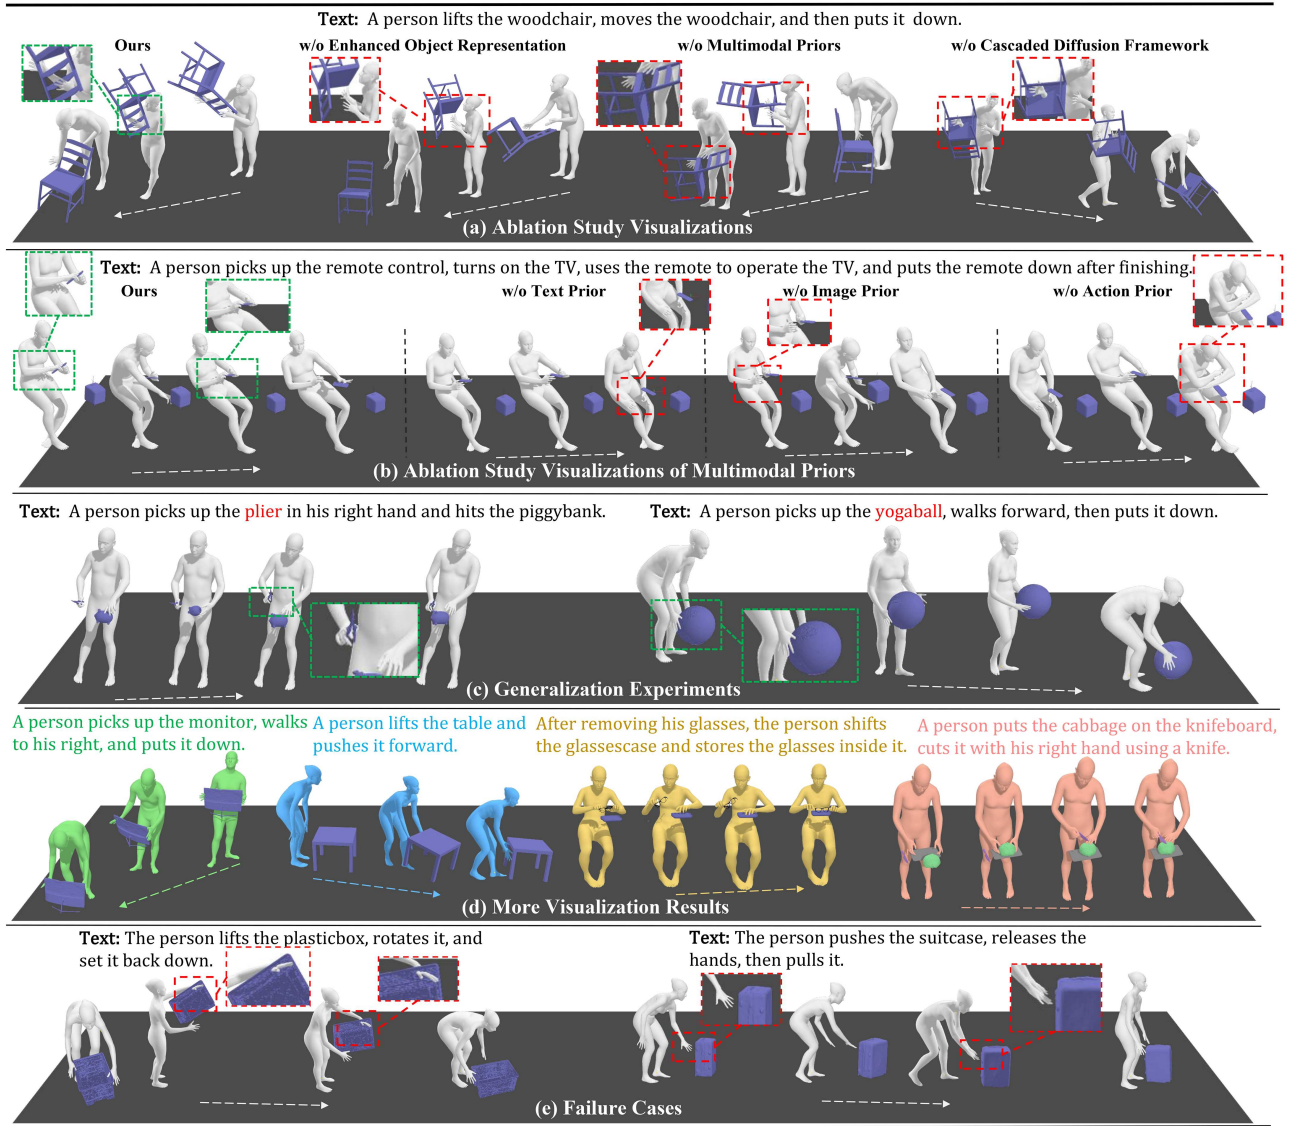 Text: A person lifts the woodchair, moves the woodchair, and then puts it down.
Ours
w/o Enhanced Object Representation
w/o Multimodal Priors
w/o Cascaded Diffusion Framework
(a) Ablation Study Visualizations
Text: A person picks up the remote control, turns on the TV, uses the remote to operate the TV, and puts the remote down after finishing.
Ours
w/o Text Prior
w/o Image Prior
w/o Action Prior
(b) Ablation Study Visualizations of Multimodal Priors
Text: A person picks up the plier in his right hand and hits the piggybank.
Text: A person picks up the yogaball, walks forward, then puts it down.
(c) Generalization Experiments
A person picks up the monitor, walks
to his right, and puts it down.
A person lifts the table and
pushes it forward.
After removing his glasses, the person shifts
the glassescase and stores the glasses inside it.
A person puts the cabbage on the knifeboard,
cuts it with his right hand using a knife.
(d) More Visualization Results
Text: The person lifts the plasticbox, rotates it, and
set it back down.
Text: The person pushes the suitcase, releases the
hands, then pulls it.
(e) Failure Cases